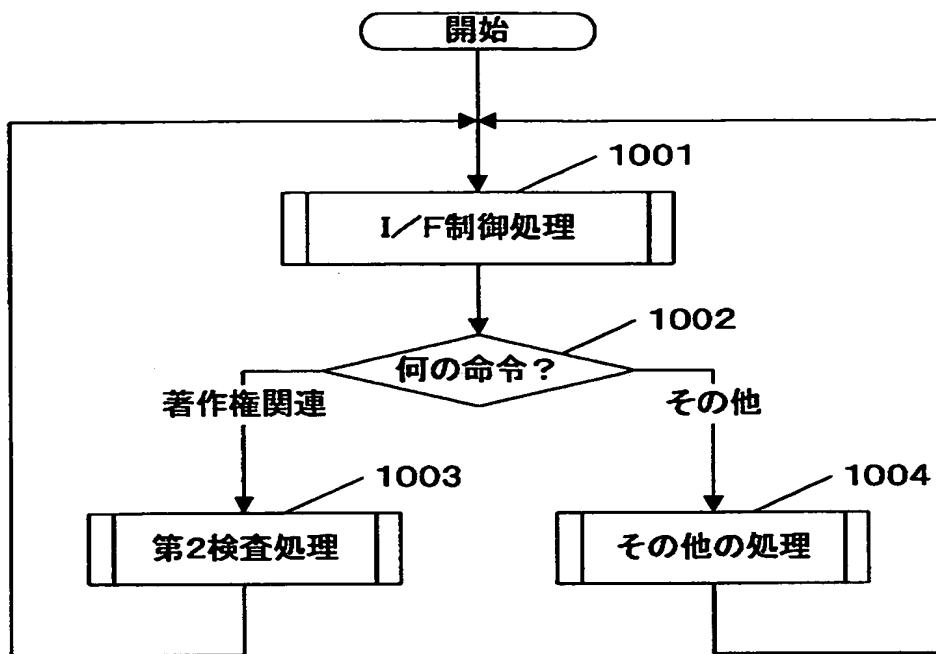 開始
1001
I/F制御処理
1002
何の命令?
著作権関連
その他
1003
1004
第2検査処理
その他の処理